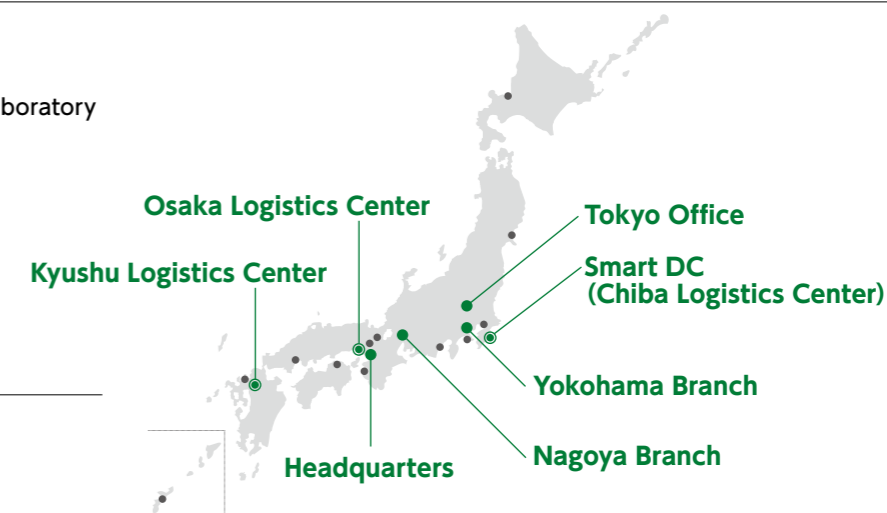 boratory
Osaka Logistics Center
Tokyo Office
Kyushu Logistics Center
Smart DC
(Chiba Logistics Center)
Yokohama Branch
Nagoya Branch
Headquarters